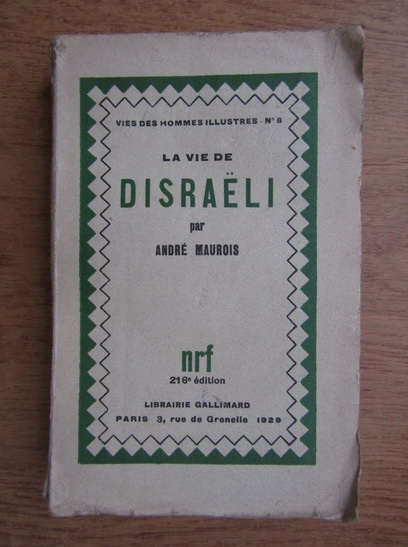 VIES DES HOMMES ILLUSTRES - N° 8
LA VIE DE
DISRAËLI
par
ANDRÉ MAUROIS
nrf
216e édition
LIBRAIRIE GALLIMARD
PARIS 3, rue de Grenelle 1929